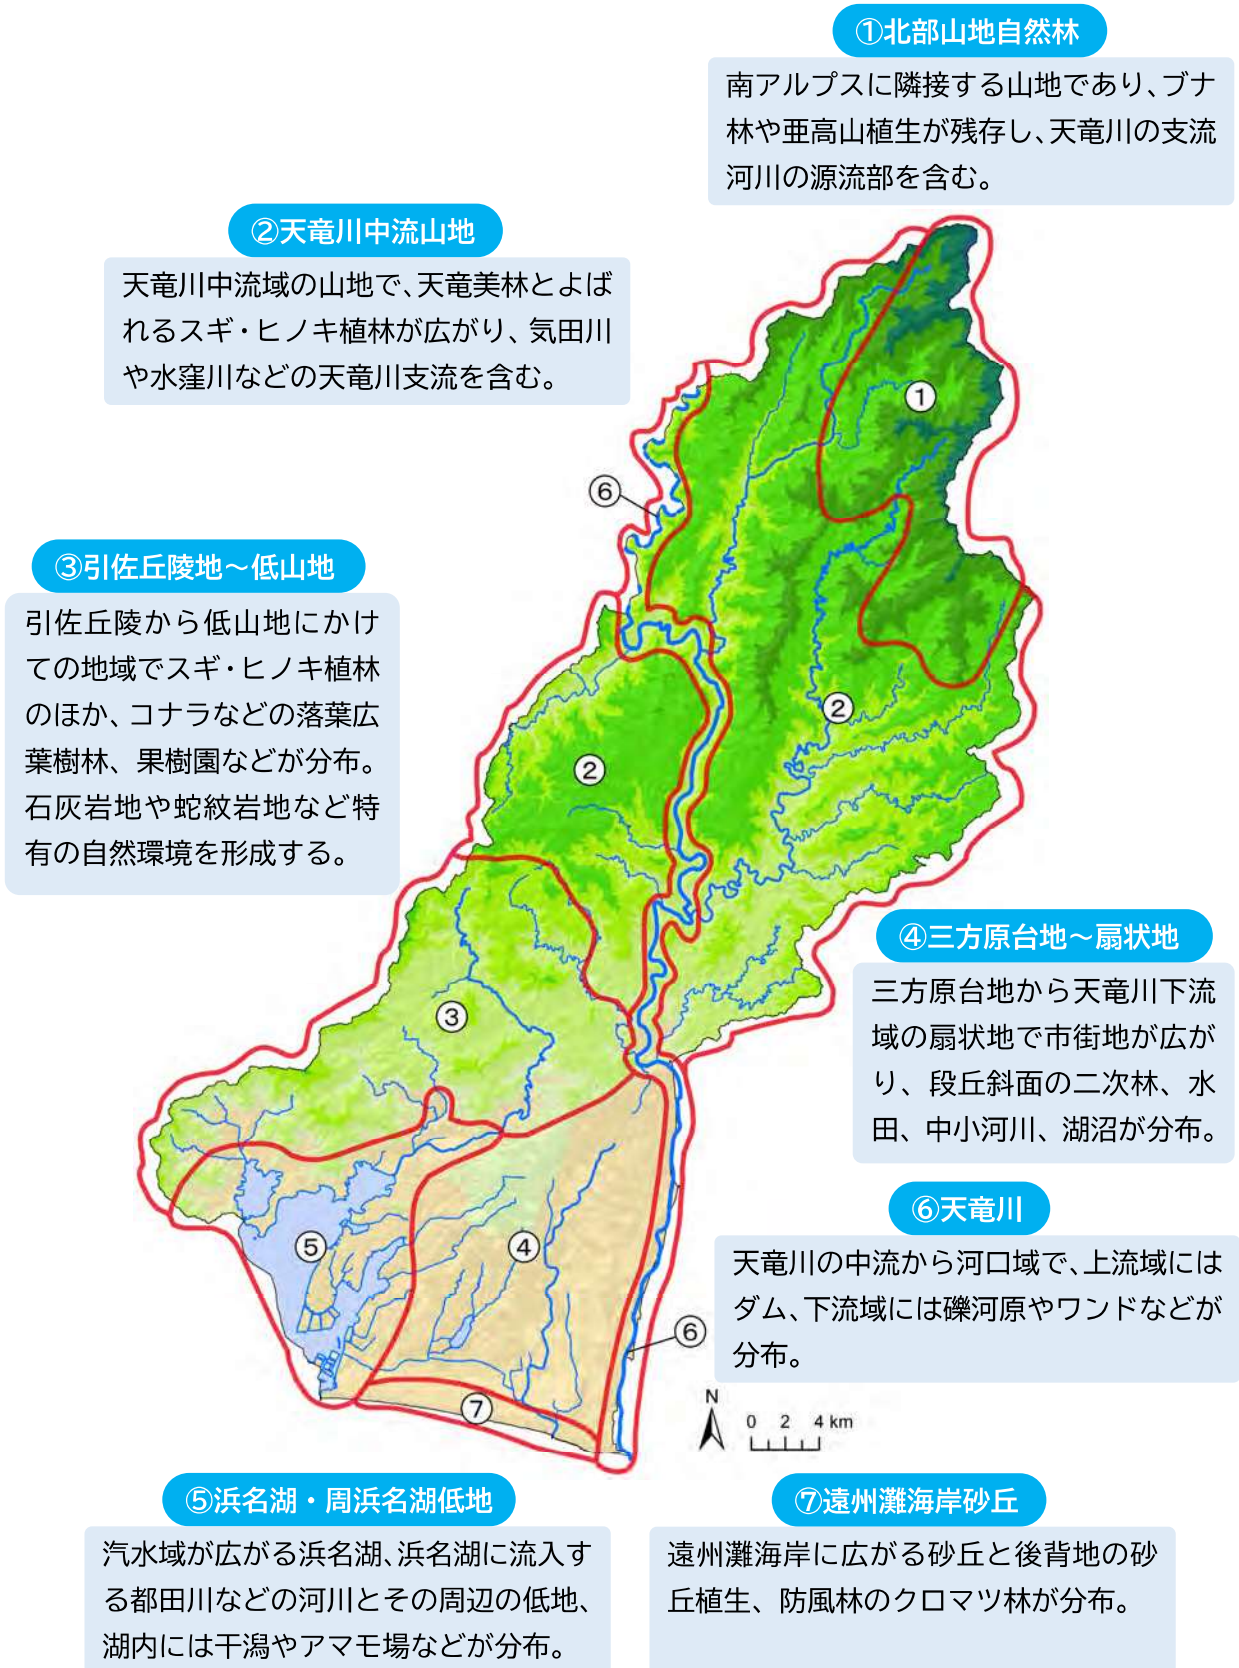 ①北部山地自然林
南アルプスに隣接する山地であり、ブナ
林や亜高山植生が残存し、天竜川の支流
河川の源流部を含む。
②天竜川中流山地
天竜川中流域の山地で、天竜美林とよば
れるスギ・ヒノキ植林が広がり、気田川
や水窪川などの天竜川支流を含む。
①
⑥
③引佐丘陵地～低山地
引佐丘陵から低山地にかけ
ての地域でスギ・ヒノキ植林
のほか、コナラなどの落葉広
葉樹林、果樹園などが分布。
石灰岩地や蛇紋岩地など特
有の自然環境を形成する。
②
②
④三方原台地～扇状地
三方原台地から天竜川下流
域の扇状地で市街地が広が
り、段丘斜面の二次林、水
田、中小河川、湖沼が分布。
③
⑥天竜川
天竜川の中流から河口域で、上流域には
ダム、下流域には礫河原やワンドなどが
分布。
⑤
④
⑥
⑦
N
0 2 4 km
⑤浜名湖・周浜名湖低地
汽水域が広がる浜名湖、浜名湖に流入す
る都田川などの河川とその周辺の低地、
湖内には干潟やアマモ場などが分布。
⑦遠州灘海岸砂丘
遠州灘海岸に広がる砂丘と後背地の砂
丘植生、防風林のクロマツ林が分布。